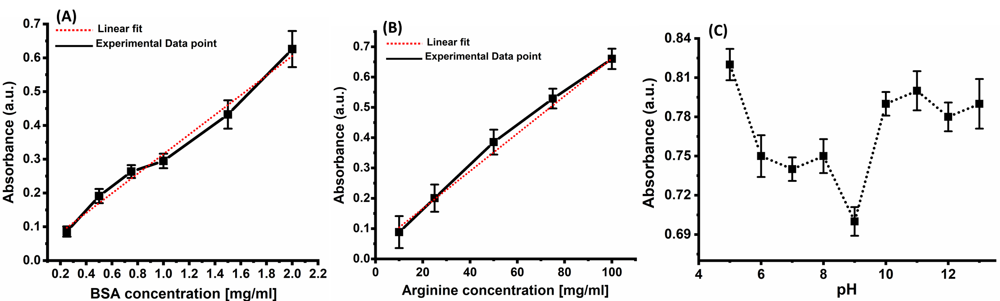 (A)
Linear fit
Experimental Data point
0.7
0.6
0.5
0.4
0.3
0.2
0.1
0.0
0.2 0.4 0.6 0.8 1.0 1.2 1.4 1.6 1.8 2.0 2.2
Absorbance (a.u.)
BSA concentration [mg/ml]
(B)
Linear fit
Experimental Data point
0.7
0.6
0.5
0.4
0.3
0.2
0.1
0.0
0 20 40 60 80 100
Absorbance (a.u.)
Arginine concentration [mg/ml]
(C)
0.84
0.81
0.78
0.75
0.72
0.69
4 6 8 10 12
Absorbance (a.u.)
pH